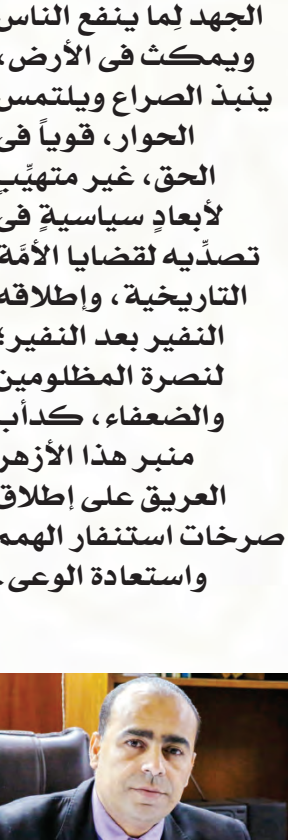 الجهد لِما ينفع الناس
ويمكث فى الأرض،
ينبذ الصراع ويلتمس
الحوار، قوياً فى
الحق، غير متهيِّبٍ
لأبعادٍ سياسيةٍ فى
تصدِّيه لقضايا الأمَّة
التاريخية، وإطلاقه
النفير بعد النفير؛
لنصرة المظلومين
والضعفاء، كدأب
منبر هذا الأزهر
العريق على إطلاق
صرخات استنفار الهمم
واستعادة الوعى.